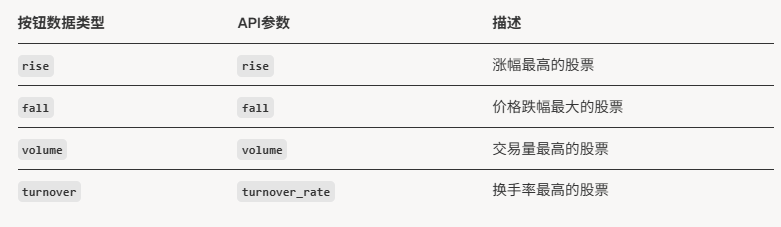 按钮数据类型 API参数 描述
rise rise 涨幅最高的股票
fall fall 价格跌幅最大的股票
volume volume 交易量最高的股票
turnover turnover_rate 换手率最高的股票